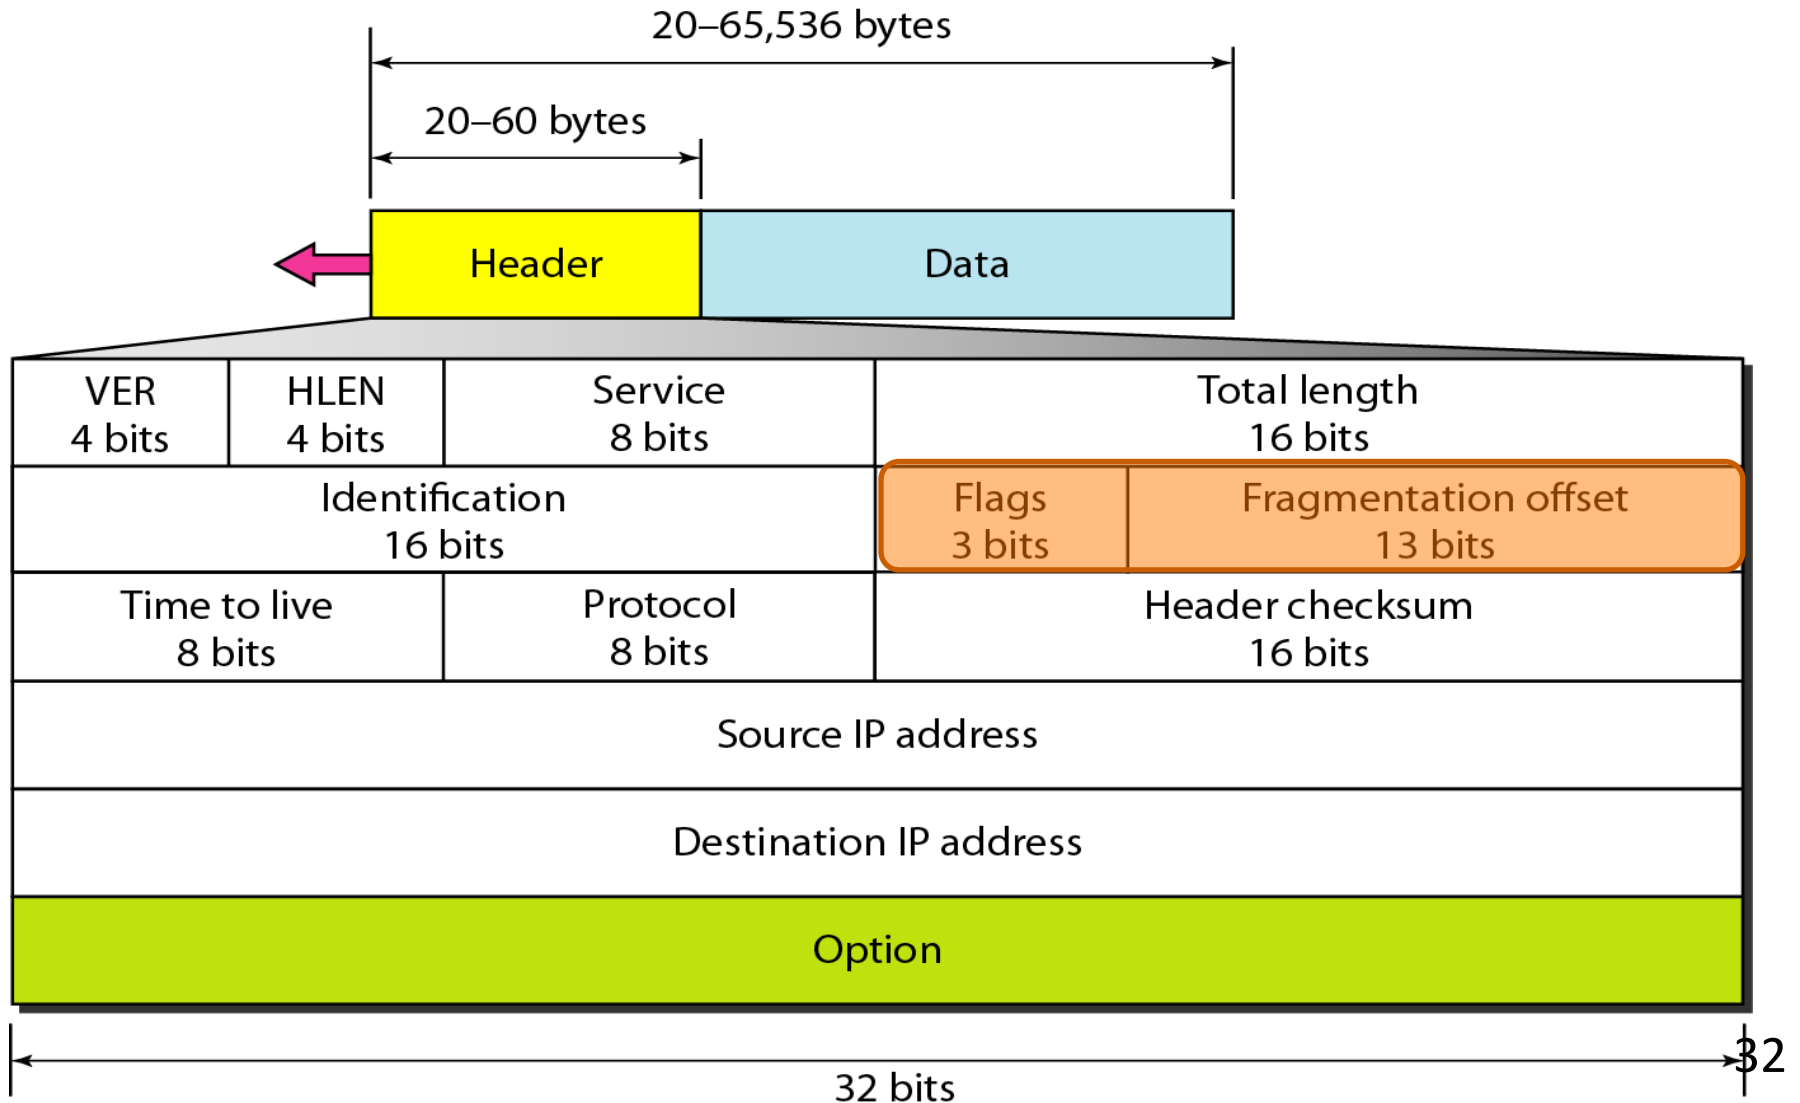 20–65,536 bytes
20–60 bytes
Header
Data
VER
4 bits
HLEN
4 bits
Service
8 bits
Total length
16 bits
Identification
16 bits
Flags
3 bits
Fragmentation offset
13 bits
Time to live
8 bits
Protocol
8 bits
Header checksum
16 bits
Source IP address
Destination IP address
Option
32 bits
32